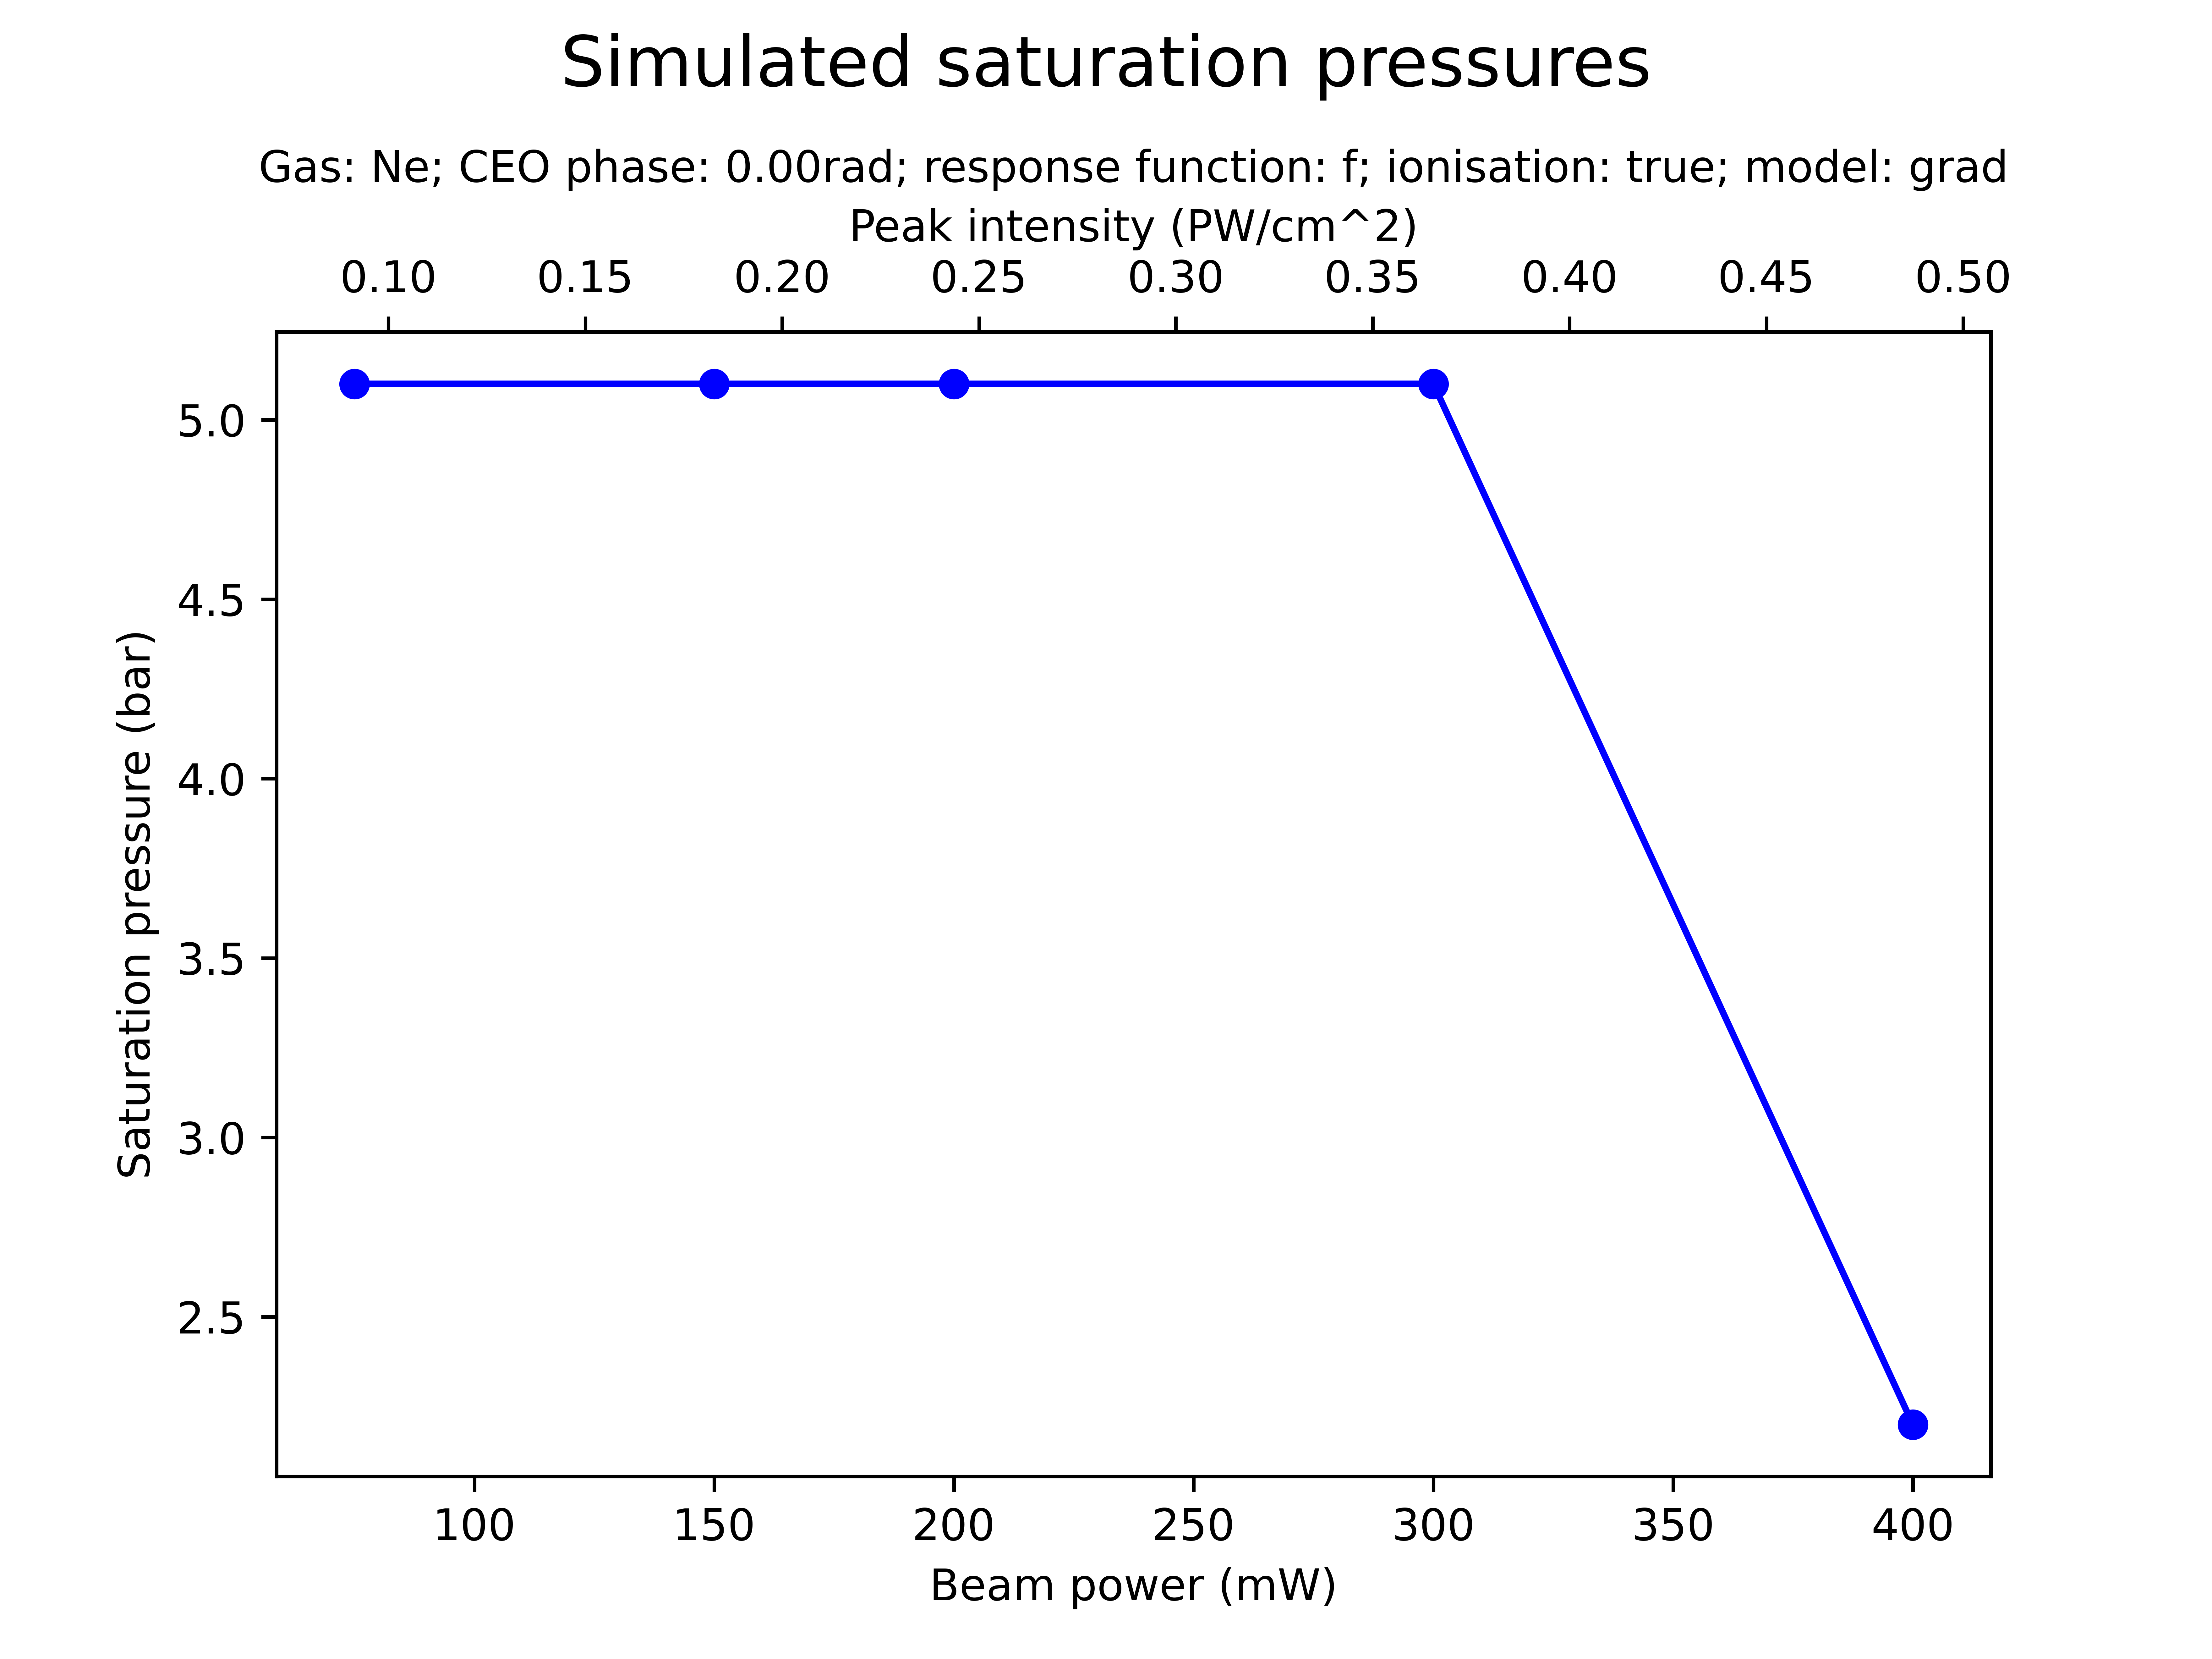 Simulated saturation pressures
Gas: Ne; CEO phase: 0.00rad; response function: f; ionisation: true; model: grad
Peak intensity (PW/cm^2)
0.10 0.15 0.20 0.25 0.30 0.35 0.40 0.45 0.50
Saturation pressure (bar)
5.0
4.5
4.0
3.5
3.0
2.5
100 150 200 250 300 350 400
Beam power (mW)